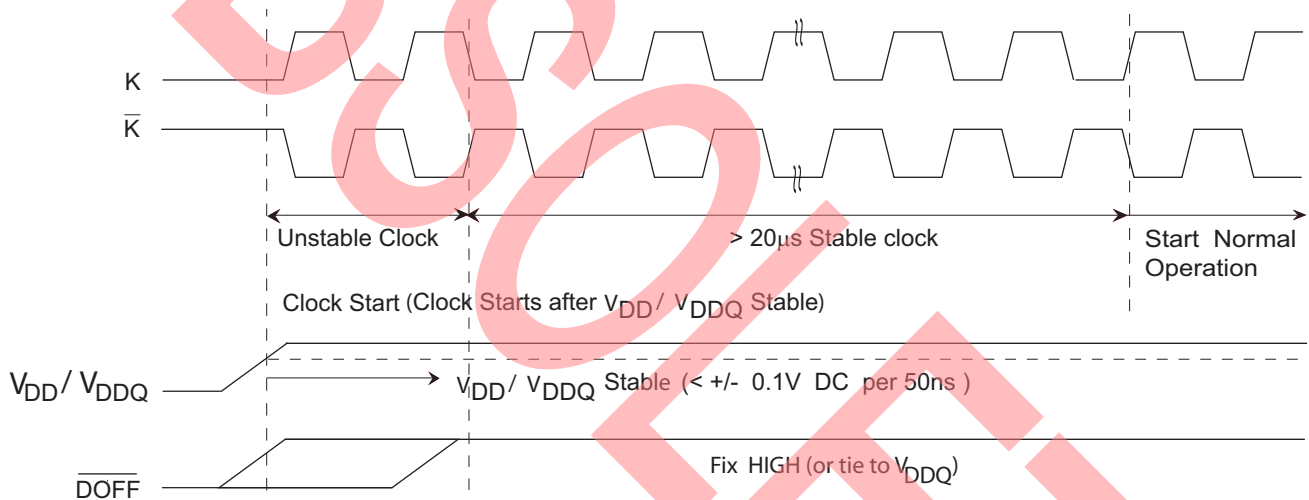 K
K̅
Unstable Clock
> 20μs Stable clock
Start Normal
Operation
Clock Start (Clock Starts after VDD / VDDQ Stable)
VDD / VDDQ
VDD / VDDQ Stable (< +/- 0.1V DC per 50ns )
D̅O̅F̅F̅
Fix HIGH (or tie to VDDQ)